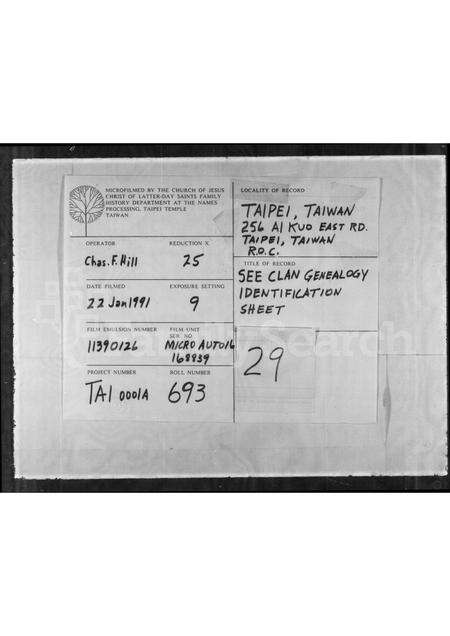 MICROFILMED BY THE CHURCH OF JESUS
CHRIST OF LATTER-DAY SAINTS FAMILY
HISTORY DEPARTMENT AT THE NAMES
PROCESSING, TAIPEI TEMPLE
TAIWAN
OPERATOR REDUCTION X
Chas. F. Hill 25
DATE FILMED EXPOSURE SETTING
22 Jan 1991 9
FILM EMULSION NUMBER FILM UNIT
SER. NO
11390126 MICRO AUTO16
168939
PROJECT NUMBER ROLL NUMBER
TAI 0001A 693
LOCALITY OF RECORD
TAIPEI, TAIWAN
256 AI KUO EAST RD.
TAIPEI, TAIWAN
R.O.C.
TITLE OF RECORD
SEE CLAN GENEALOGY
IDENTIFICATION
SHEET
29
FamilySearch